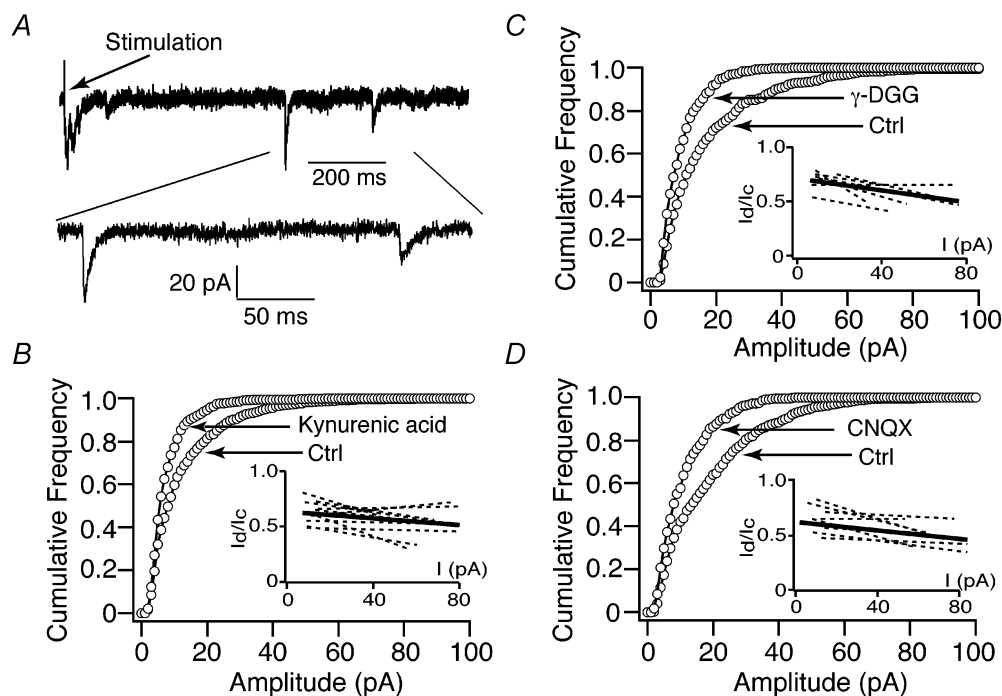 A
Stimulation
200 ms
20 pA
50 ms
B
Cumulative Frequency
1.0
0.8
0.6
0.4
0.2
0
Kynurenic acid
Ctrl
1.0
0.5
0
Id/Ic
I (pA)
0 40 80
0 20 40 60 80 100
Amplitude (pA)
C
Cumulative Frequency
1.0
0.8
0.6
0.4
0.2
0
γ-DGG
Ctrl
1.0
0.5
0
Id/Ic
I (pA)
0 40 80
0 20 40 60 80 100
Amplitude (pA)
D
Cumulative Frequency
1.0
0.8
0.6
0.4
0.2
0
CNQX
Ctrl
1.0
0.5
0
Id/Ic
I (pA)
0 40 80
0 20 40 60 80 100
Amplitude (pA)